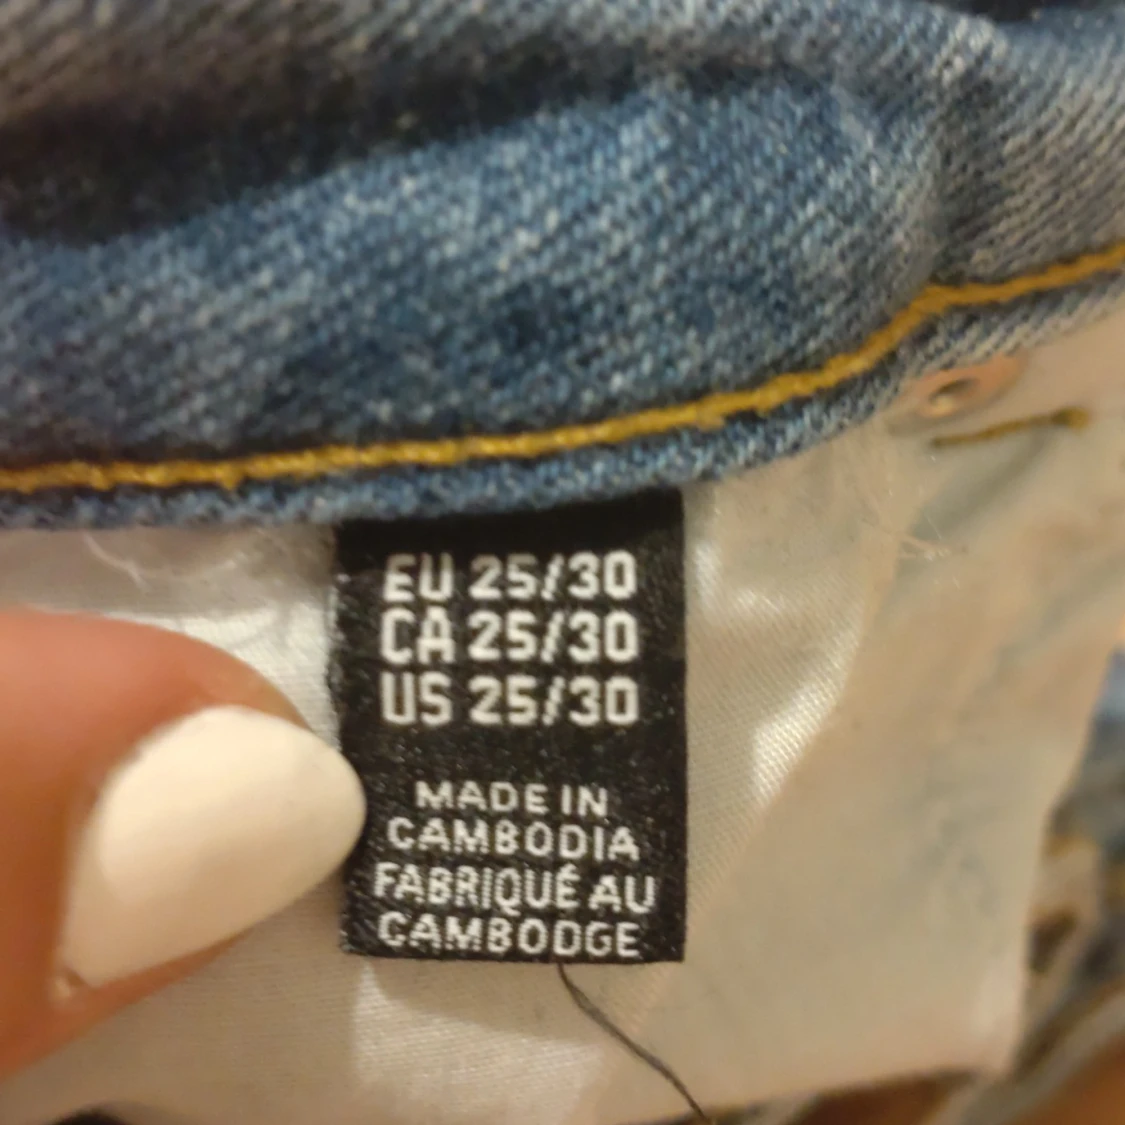 EU 25/30
CA 25/30
US 25/30
MADE IN
CAMBODIA
FABRIQUÉ AU
CAMBODGE